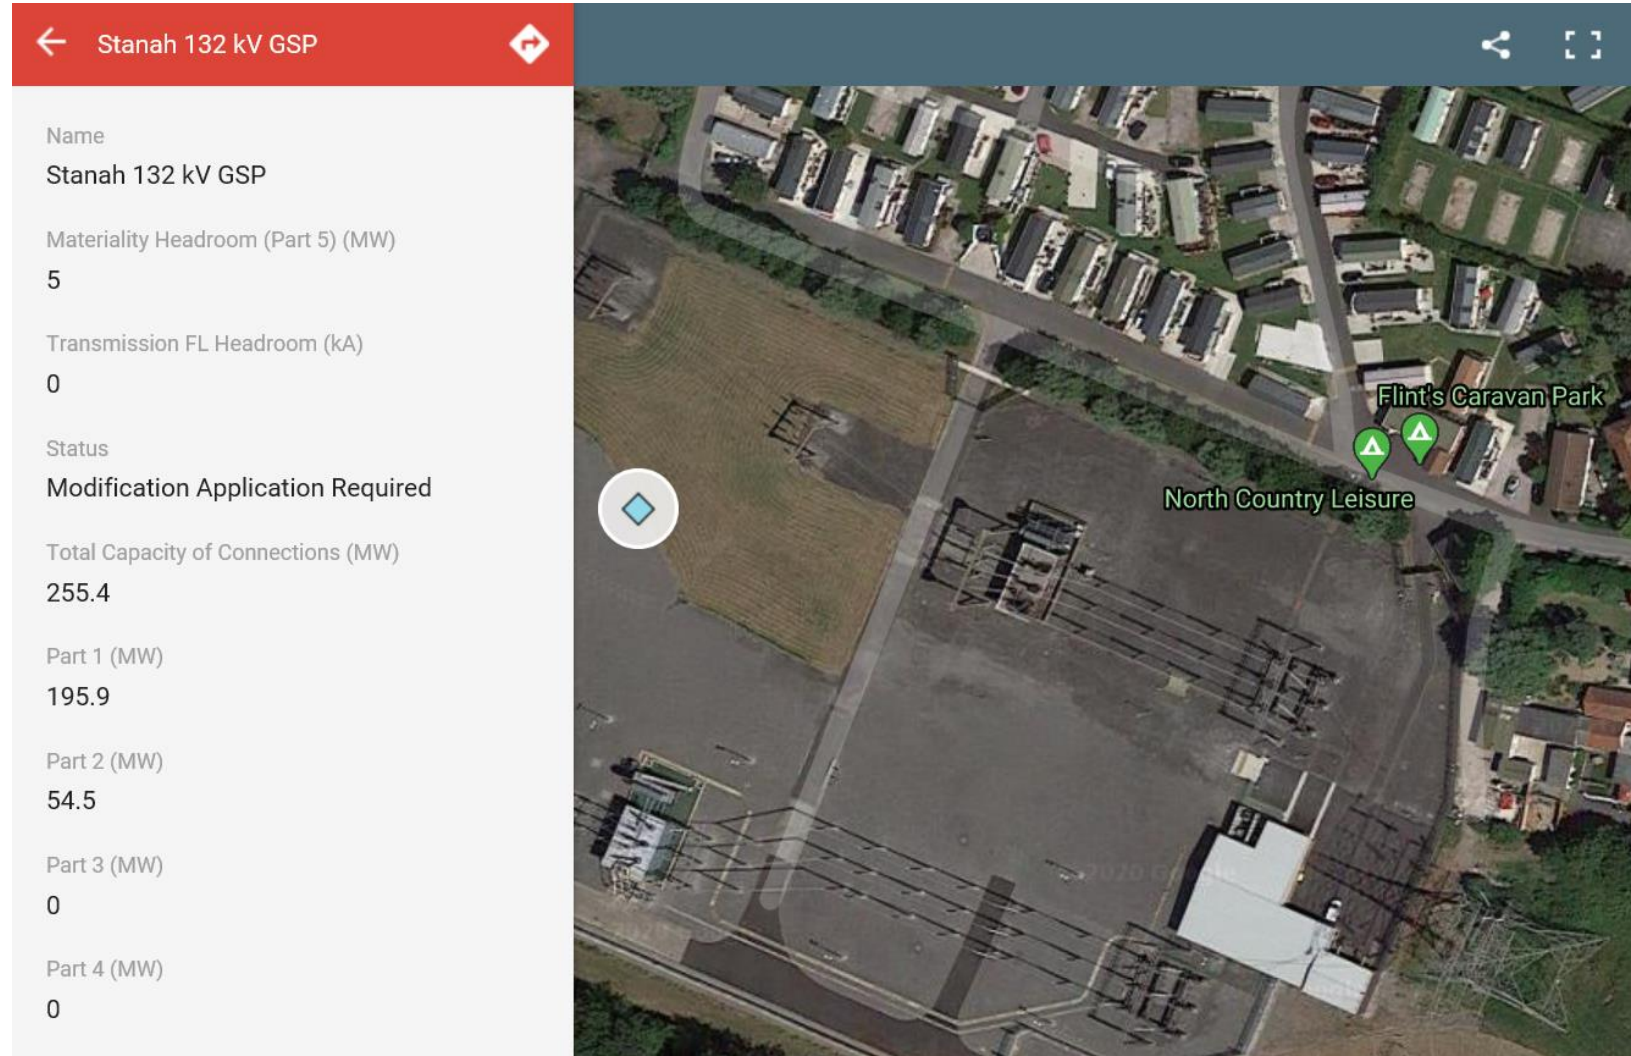 Stanah 132 kV GSP
Name
Stanah 132 kV GSP
Materiality Headroom (Part 5) (MW)
5
Transmission FL Headroom (kA)
0
Status
Modification Application Required
Total Capacity of Connections (MW)
255.4
Part 1 (MW)
195.9
Part 2 (MW)
54.5
Part 3 (MW)
0
Part 4 (MW)
0
Flint's Caravan Park
North Country Leisure
©2020 Google